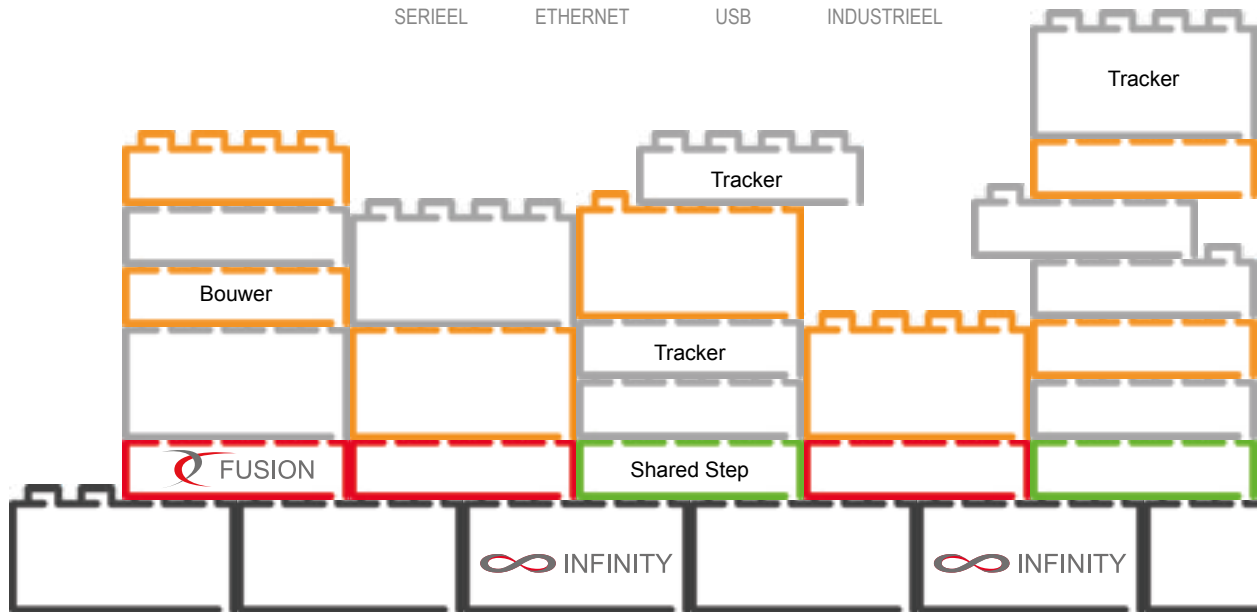 SERIEEL ETHERNET USB INDUSTRIEEL
Tracker
Tracker
Bouwer
Tracker
FUSION
Shared Step
INFINITY INFINITY